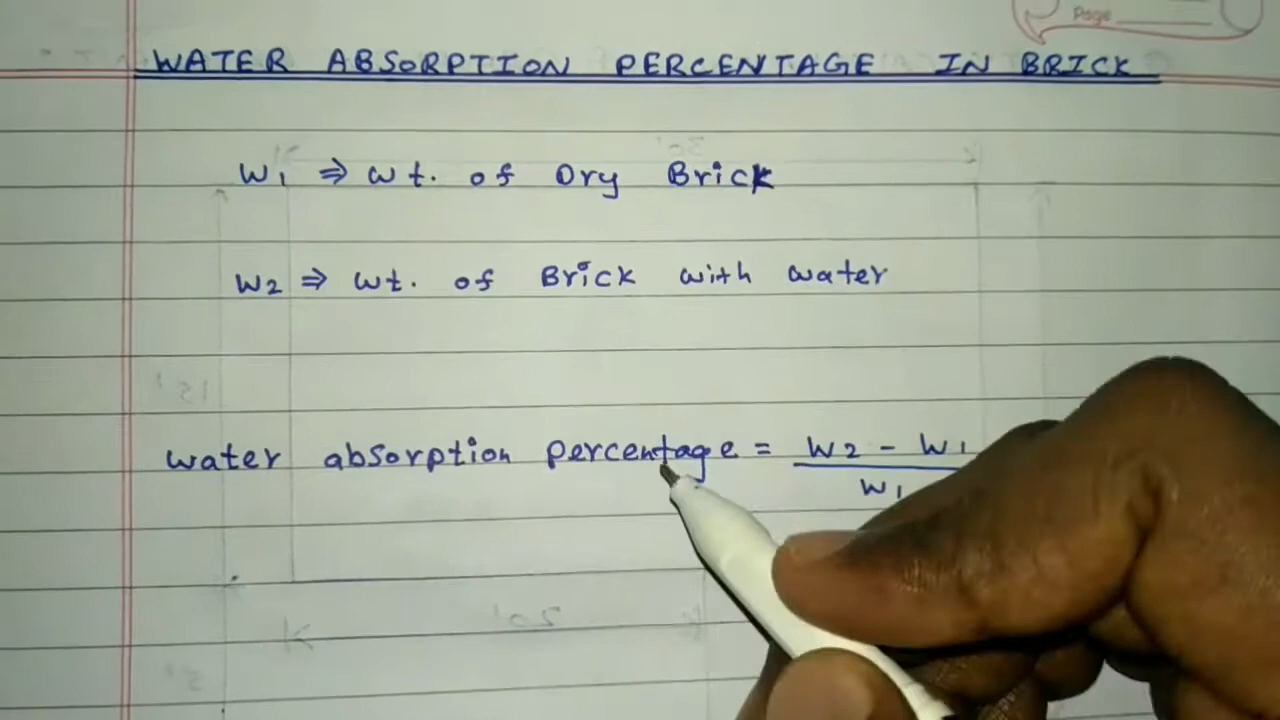 Page
WATER ABSORPTION PERCENTAGE IN BRICK
W1 ⇒ wt. of Dry Brick
W2 ⇒ wt. of Brick with water
water absorption percentage = W2 - W1
W1